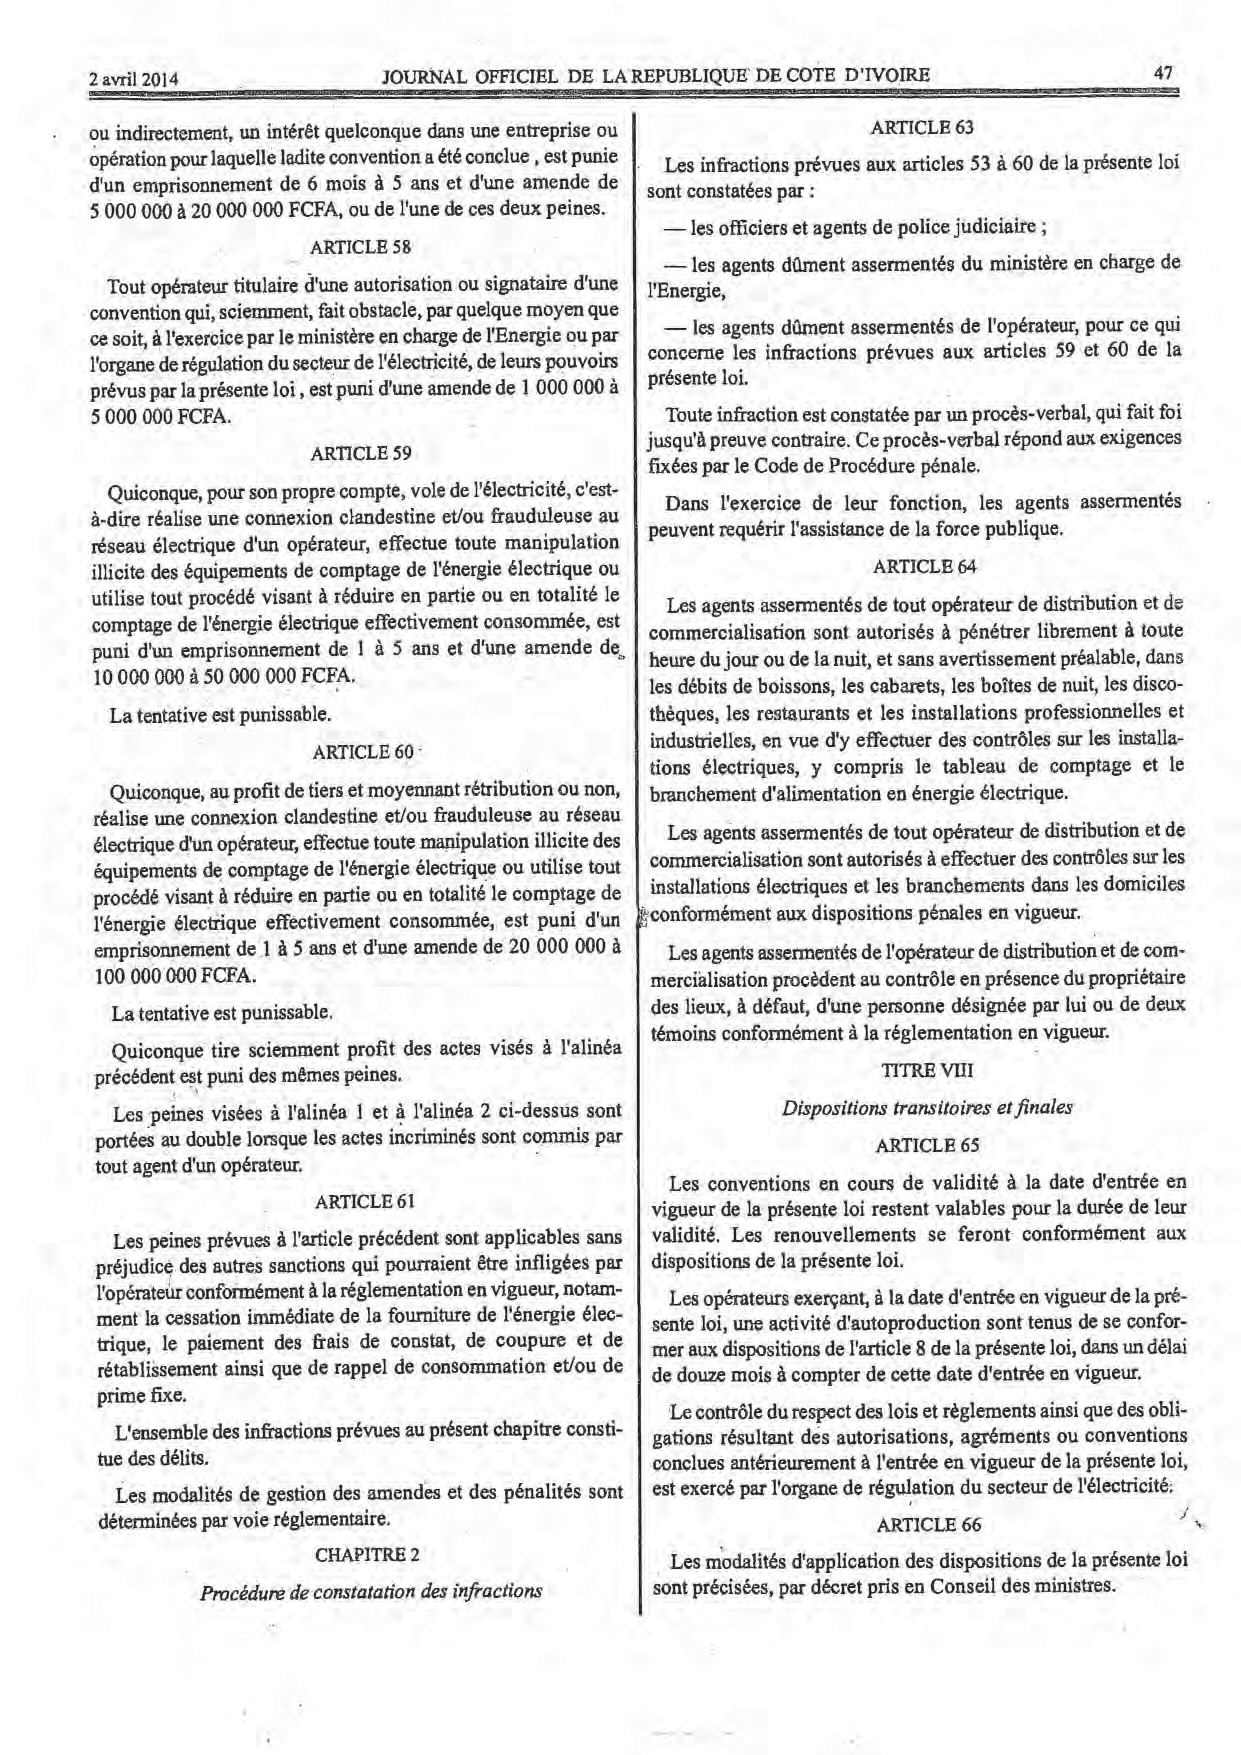 2 avril 2014
JOURNAL OFFICIEL DE LA REPUBLIQUE DE COTE D'IVOIRE
47
ou indirectement, un intérêt quelconque dans une entreprise ou
opération pour laquelle ladite convention a été conclue , est punie
d'un emprisonnement de 6 mois à 5 ans et d'une amende de
5 000 000 à 20 000 000 FCFA, ou de l'une de ces deux peines.
ARTICLE 58
Tout opérateur titulaire d'une autorisation ou signataire d'une
convention qui, sciemment, fait obstacle, par quelque moyen que
ce soit, à l'exercice par le ministère en charge de l'Energie ou par
l'organe de régulation du secteur de l'électricité, de leurs pouvoirs
prévus par la présente loi , est puni d'une amende de 1 000 000 à
5 000 000 FCFA.
ARTICLE 59
Quiconque, pour son propre compte, vole de l'électricité, c'est-
à-dire réalise une connexion clandestine et/ou frauduleuse au
réseau électrique d'un opérateur, effectue toute manipulation
illicite des équipements de comptage de l'énergie électrique ou
utilise tout procédé visant à réduire en partie ou en totalité le
comptage de l'énergie électrique effectivement consommée, est
puni d'un emprisonnement de 1 à 5 ans et d'une amende de
10 000 000 à 50 000 000 FCFA.
La tentative est punissable.
ARTICLE 60
Quiconque, au profit de tiers et moyennant rétribution ou non,
réalise une connexion clandestine et/ou frauduleuse au réseau
électrique d'un opérateur, effectue toute manipulation illicite des
équipements de comptage de l'énergie électrique ou utilise tout
procédé visant à réduire en partie ou en totalité le comptage de
l'énergie électrique effectivement consommée, est puni d'un
emprisonnement de 1 à 5 ans et d'une amende de 20 000 000 à
100 000 000 FCFA.
La tentative est punissable.
Quiconque tire sciemment profit des actes visés à l'alinéa
précédent est puni des mêmes peines.
Les peines visées à l'alinéa 1 et à l'alinéa 2 ci-dessus sont
portées au double lorsque les actes incriminés sont commis par
tout agent d'un opérateur.
ARTICLE 61
Les peines prévues à l'article précédent sont applicables sans
préjudice des autres sanctions qui pourraient être infligées par
l'opérateur conformément à la réglementation en vigueur, notam-
ment la cessation immédiate de la fourniture de l'énergie élec-
trique, le paiement des frais de constat, de coupure et de
rétablissement ainsi que de rappel de consommation et/ou de
prime fixe.
L'ensemble des infractions prévues au présent chapitre consti-
tue des délits.
Les modalités de gestion des amendes et des pénalités sont
déterminées par voie réglementaire.
CHAPITRE 2
Procédure de constatation des infractions
ARTICLE 63
Les infractions prévues aux articles 53 à 60 de la présente loi
sont constatées par :
— les officiers et agents de police judiciaire ;
— les agents dûment assermentés du ministère en charge de
l'Energie,
— les agents dûment assermentés de l'opérateur, pour ce qui
concerne les infractions prévues aux articles 59 et 60 de la
présente loi.
Toute infraction est constatée par un procès-verbal, qui fait foi
jusqu'à preuve contraire. Ce procès-verbal répond aux exigences
fixées par le Code de Procédure pénale.
Dans l'exercice de leur fonction, les agents assermentés
peuvent requérir l'assistance de la force publique.
ARTICLE 64
Les agents assermentés de tout opérateur de distribution et de
commercialisation sont autorisés à pénétrer librement à toute
heure du jour ou de la nuit, et sans avertissement préalable, dans
les débits de boissons, les cabarets, les boîtes de nuit, les disco-
thèques, les restaurants et les installations professionnelles et
industrielles, en vue d'y effectuer des contrôles sur les installa-
tions électriques, y compris le tableau de comptage et le
branchement d'alimentation en énergie électrique.
Les agents assermentés de tout opérateur de distribution et de
commercialisation sont autorisés à effectuer des contrôles sur les
installations électriques et les branchements dans les domiciles
conformément aux dispositions pénales en vigueur.
Les agents assermentés de l'opérateur de distribution et de com-
mercialisation procèdent au contrôle en présence du propriétaire
des lieux, à défaut, d'une personne désignée par lui ou de deux
témoins conformément à la réglementation en vigueur.
TITRE VIII
Dispositions transitoires et finales
ARTICLE 65
Les conventions en cours de validité à la date d'entrée en
vigueur de la présente loi restent valables pour la durée de leur
validité. Les renouvellements se feront conformément aux
dispositions de la présente loi.
Les opérateurs exerçant, à la date d'entrée en vigueur de la pré-
sente loi, une activité d'autoproduction sont tenus de se confor-
mer aux dispositions de l'article 8 de la présente loi, dans un délai
de douze mois à compter de cette date d'entrée en vigueur.
Le contrôle du respect des lois et règlements ainsi que des obli-
gations résultant des autorisations, agréments ou conventions
conclues antérieurement à l'entrée en vigueur de la présente loi,
est exercé par l'organe de régulation du secteur de l'électricité.
ARTICLE 66
Les modalités d'application des dispositions de la présente loi
sont précisées, par décret pris en Conseil des ministres.